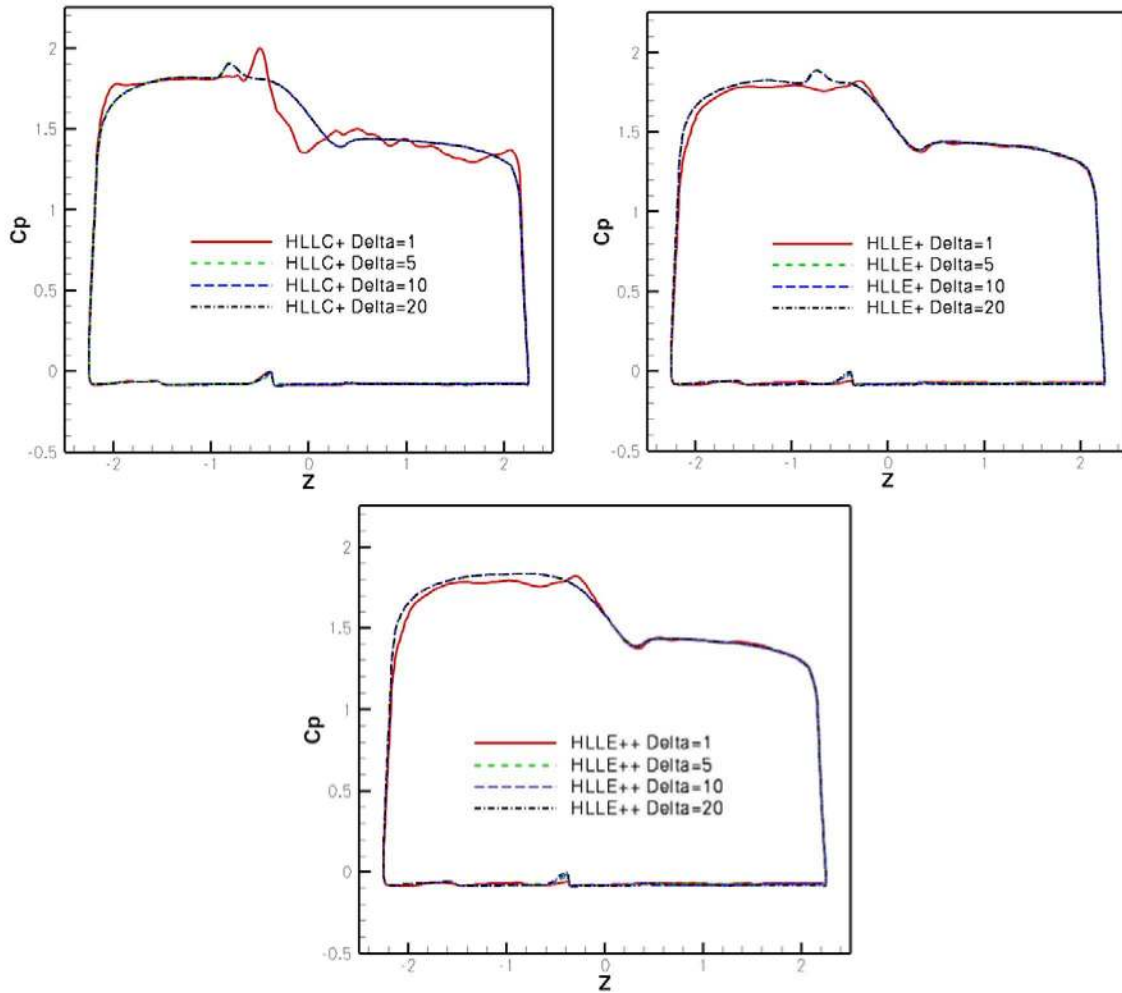 2
1.5
1
Cp
0.5
0
-0.5
HLLC+ Delta=1
HLLC+ Delta=5
HLLC+ Delta=10
HLLC+ Delta=20
-2
-1
0
1
2
Z
2
1.5
1
Cp
0.5
0
-0.5
HLLE+ Delta=1
HLLE+ Delta=5
HLLE+ Delta=10
HLLE+ Delta=20
-2
-1
0
1
2
Z
2
1.5
1
Cp
0.5
0
-0.5
HLLE++ Delta=1
HLLE++ Delta=5
HLLE++ Delta=10
HLLE++ Delta=20
-2
-1
0
1
2
Z